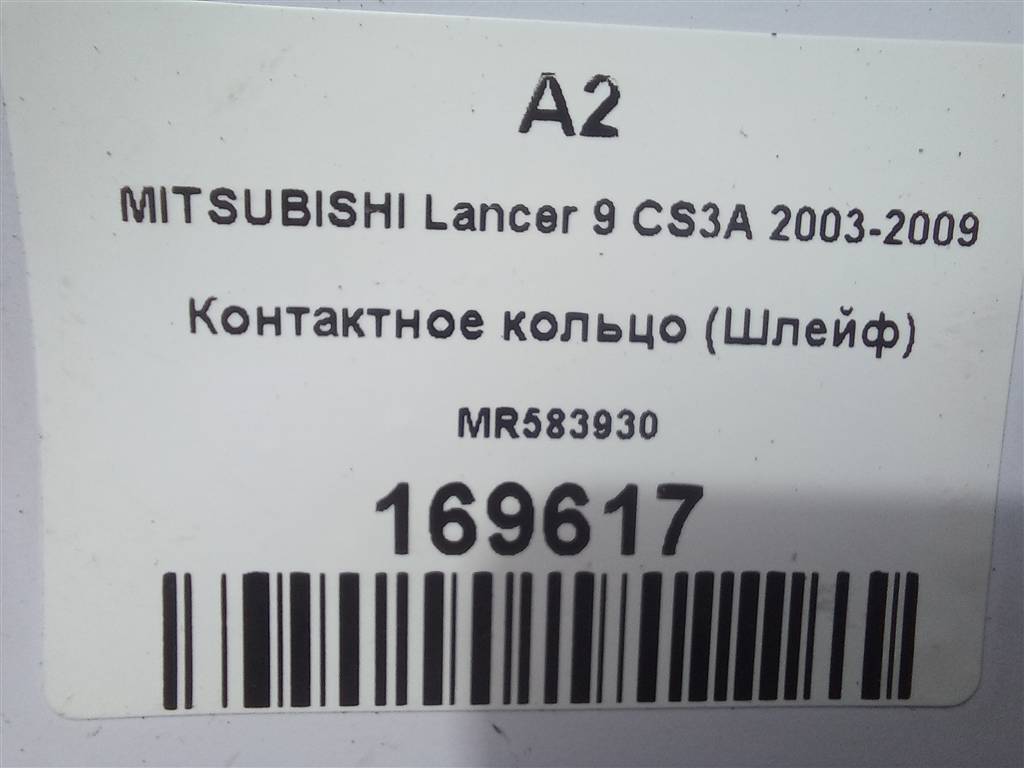 A2
MITSUBISHI Lancer 9 CS3A 2003-2009
Контактное кольцо (Шлейф)
MR583930
169617